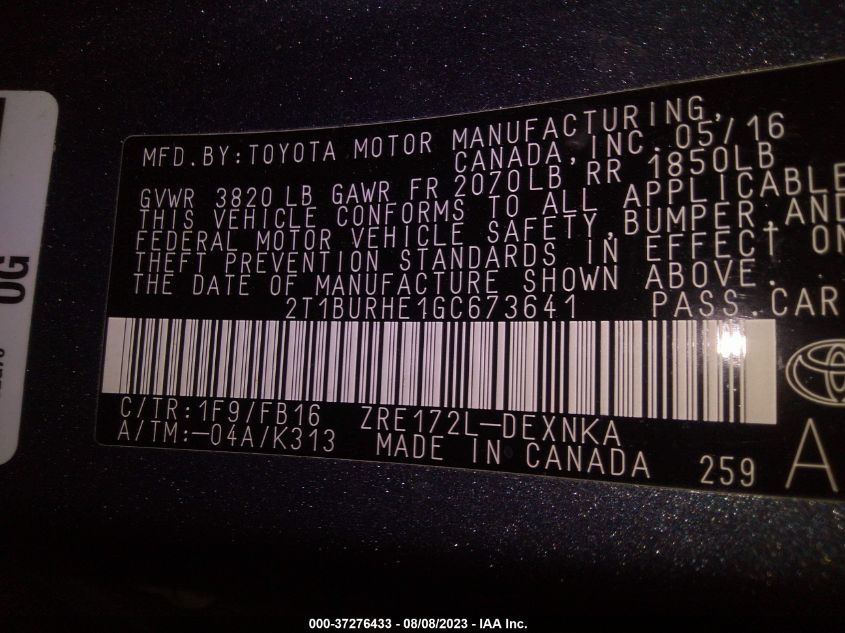 MFD.BY:TOYOTA MOTOR MANUFACTURING,
CANADA,INC.05/16
GVWR 3820 LB GAWR FR 2070LB RR 1850LB
THIS VEHICLE CONFORMS TO ALL APPLICABLE
FEDERAL MOTOR VEHICLE SAFETY,BUMPER,AND
THEFT PREVENTION STANDARDS IN EFFECT ON
THE DATE OF MANUFACTURE SHOWN ABOVE.
2T1BURHE1GC673641 PASS.CAR
C/TR:1F9/FB16 ZRE172L-DEXNKA
A/TM:-04A/K313 MADE IN CANADA 259 A
OG
000-37276433 - 08/08/2023 - IAA Inc.